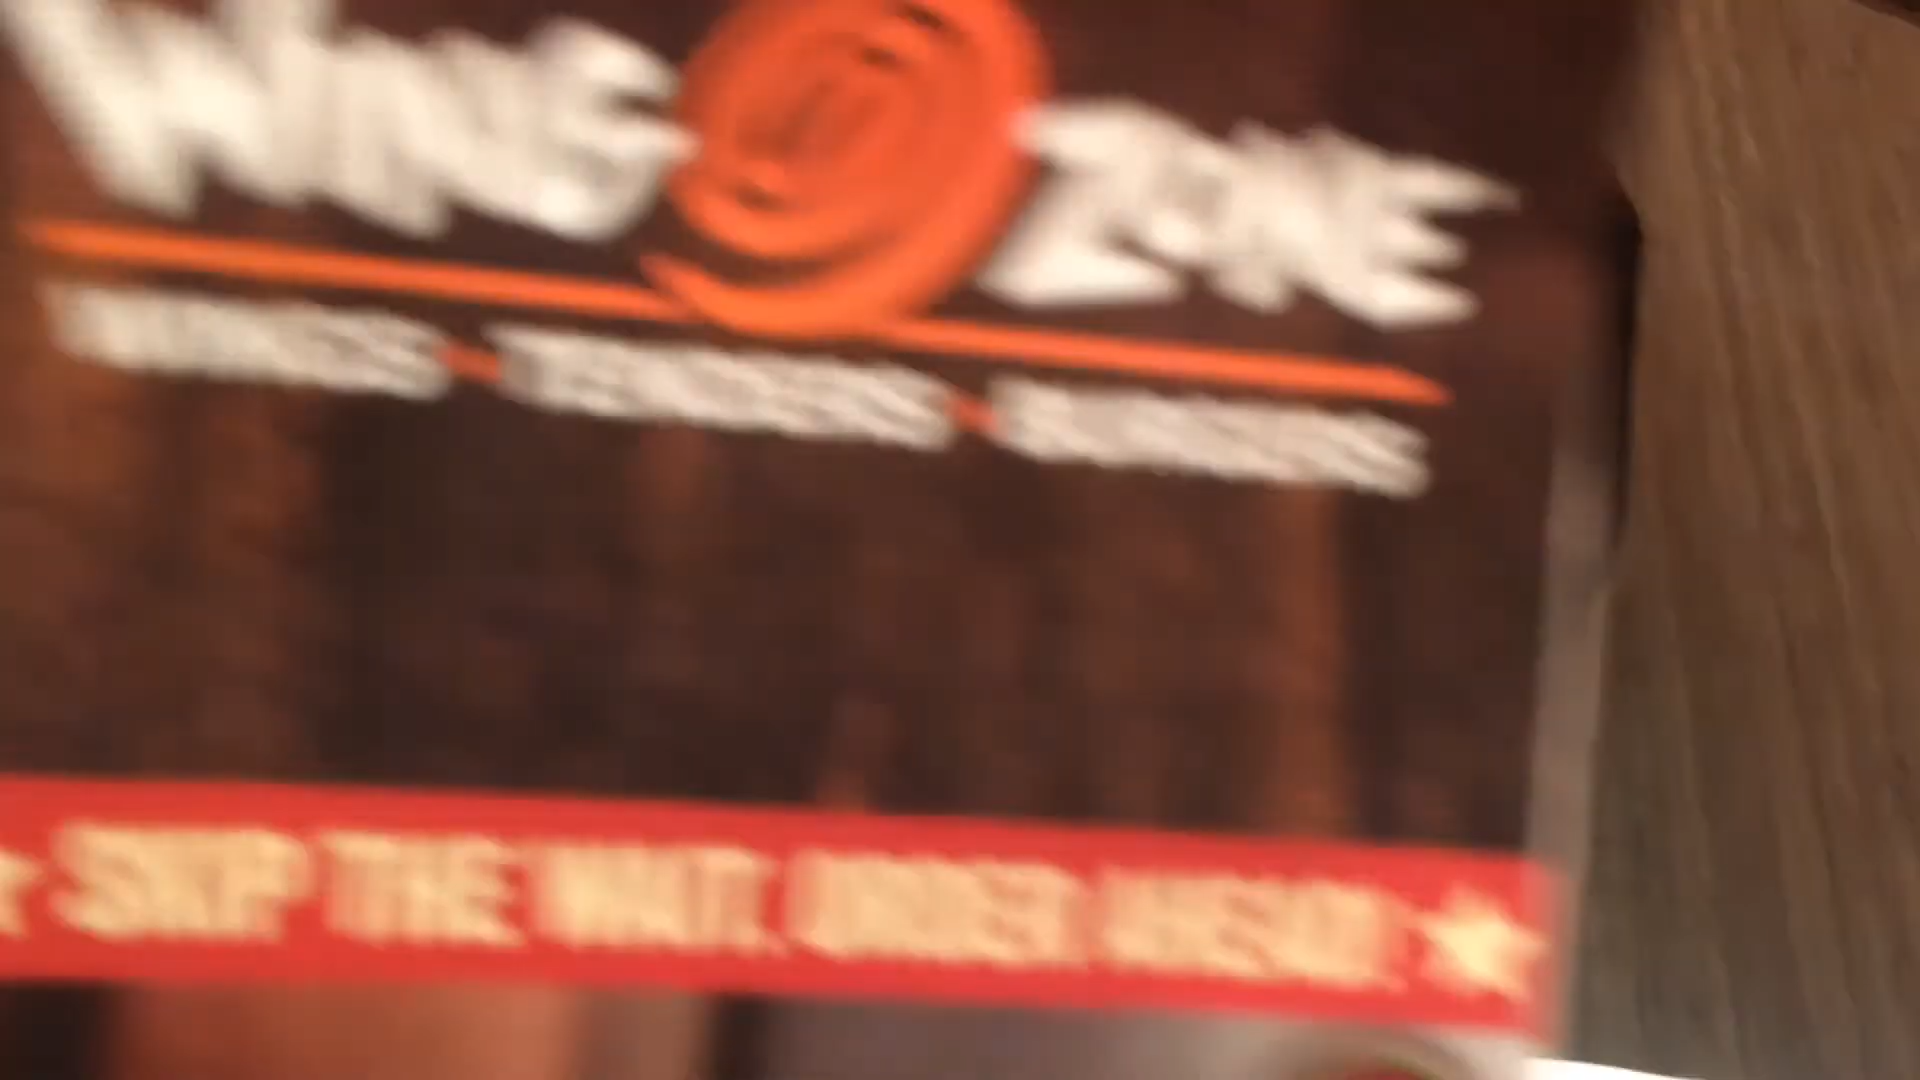 WING ZONE
WINGS • TENDERS • BURGERS
★ SKIP THE WAIT. ORDER AHEAD! ★